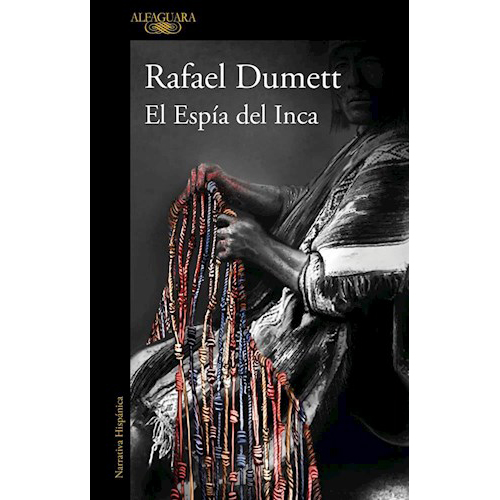 ALFAGUARA
Rafael Dumett
El Espía del Inca
Narrativa Hispánica